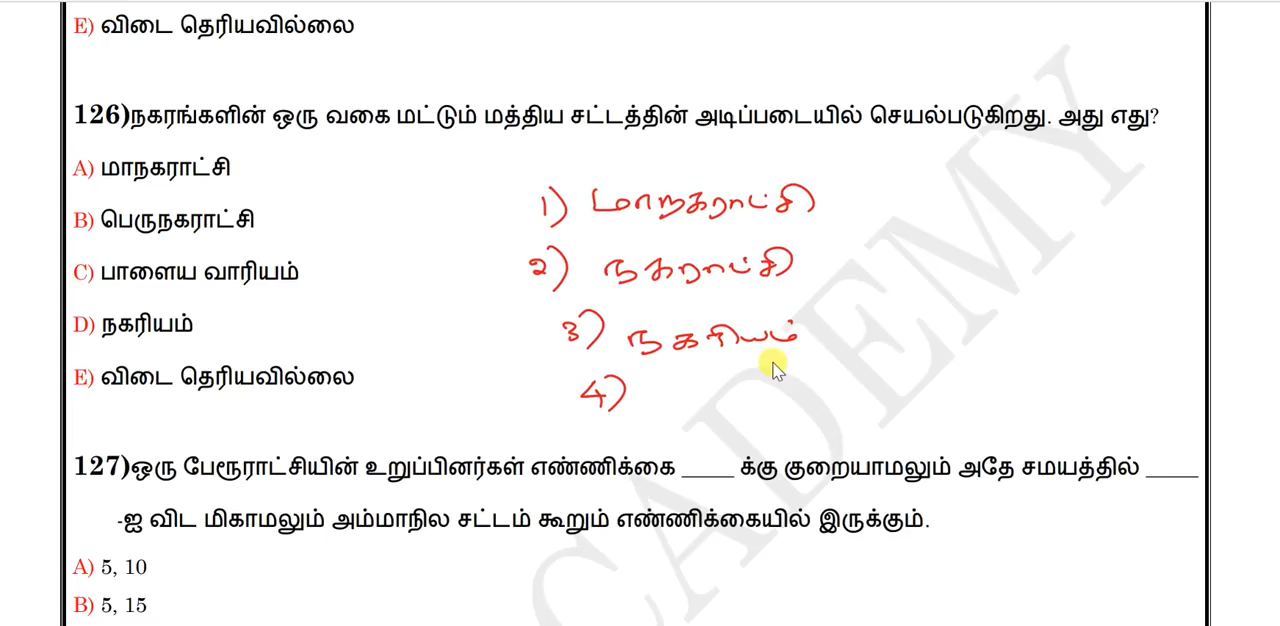 E) விடை தெரியவில்லை
126)நகரங்களின் ஒரு வகை மட்டும் மத்திய சட்டத்தின் அடிப்படையில் செயல்படுகிறது. அது எது?
A) மாநகராட்சி
B) பெருநகராட்சி
C) பாளைய வாரியம்
D) நகரியம்
E) விடை தெரியவில்லை
1) மாநகராட்சி
2) நகராட்சி
3) நகரியம்
4)
127)ஒரு பேரூராட்சியின் உறுப்பினர்கள் எண்ணிக்கை _____ க்கு குறையாமலும் அதே சமயத்தில் _____
-ஐ விட மிகாமலும் அம்மாநில சட்டம் கூறும் எண்ணிக்கையில் இருக்கும்.
A) 5, 10
B) 5, 15
CADEMY